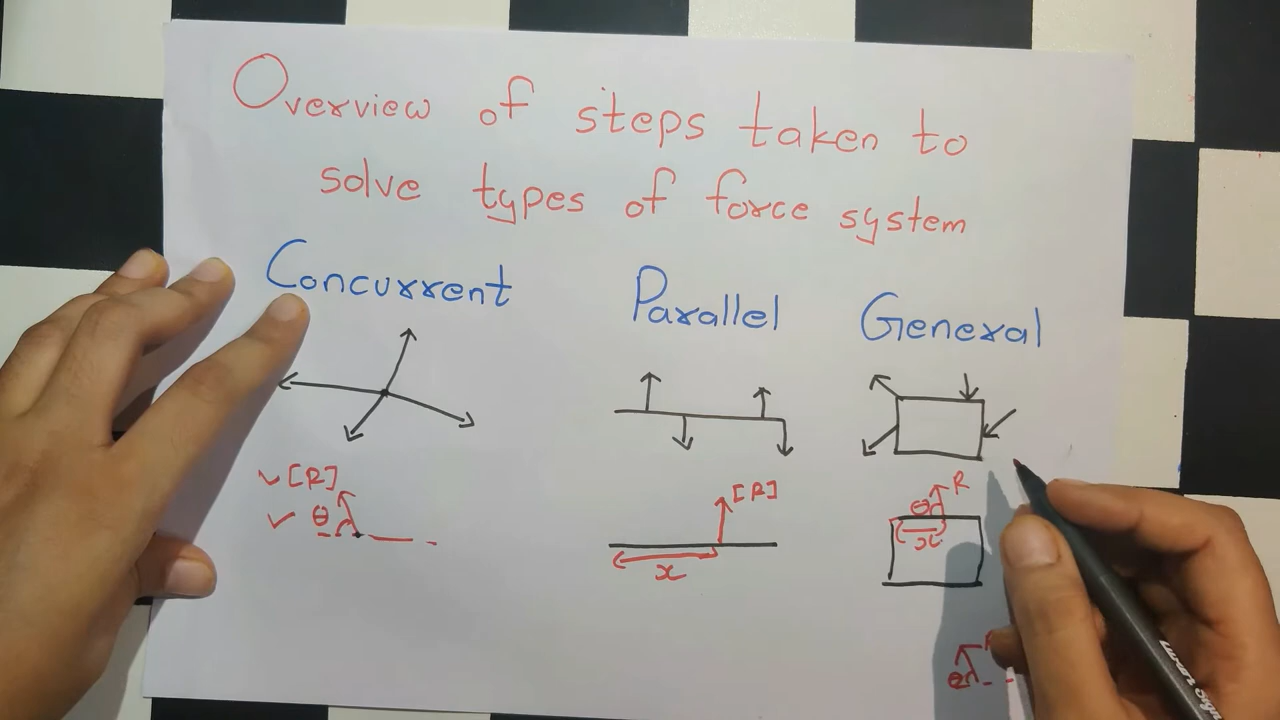 Overview of steps taken to
solve types of force system
Concurrent
Parallel
General
✓ [R]
✓ θ
[R]
x
R
θ
x
θ